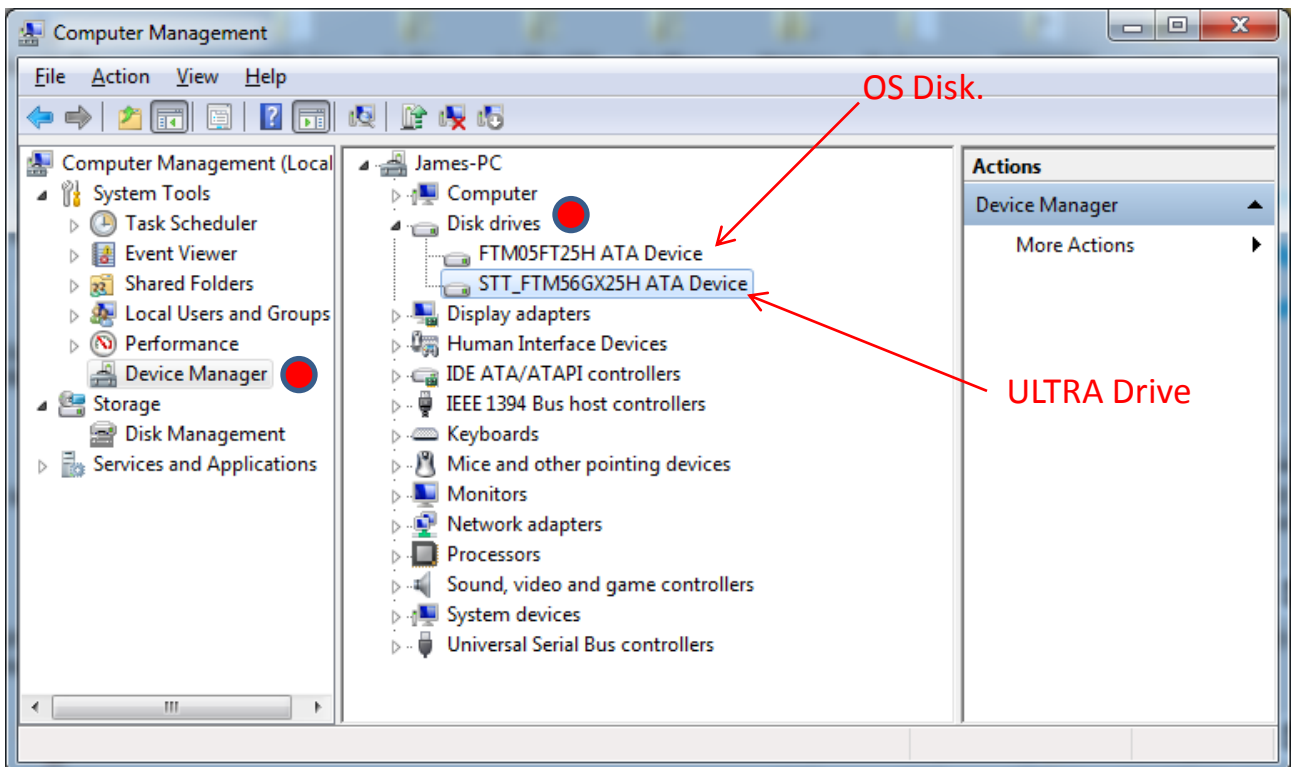 Computer Management
File Action View Help
OS Disk.
Computer Management (Local
System Tools
Task Scheduler
Event Viewer
Shared Folders
Local Users and Groups
Performance
Device Manager
Storage
Disk Management
Services and Applications
James-PC
Computer
Disk drives
FTM05FT25H ATA Device
STT_FTM56GX25H ATA Device
Display adapters
Human Interface Devices
IDE ATA/ATAPI controllers
IEEE 1394 Bus host controllers
Keyboards
Mice and other pointing devices
Monitors
Network adapters
Processors
Sound, video and game controllers
System devices
Universal Serial Bus controllers
ULTRA Drive
Actions
Device Manager
More Actions